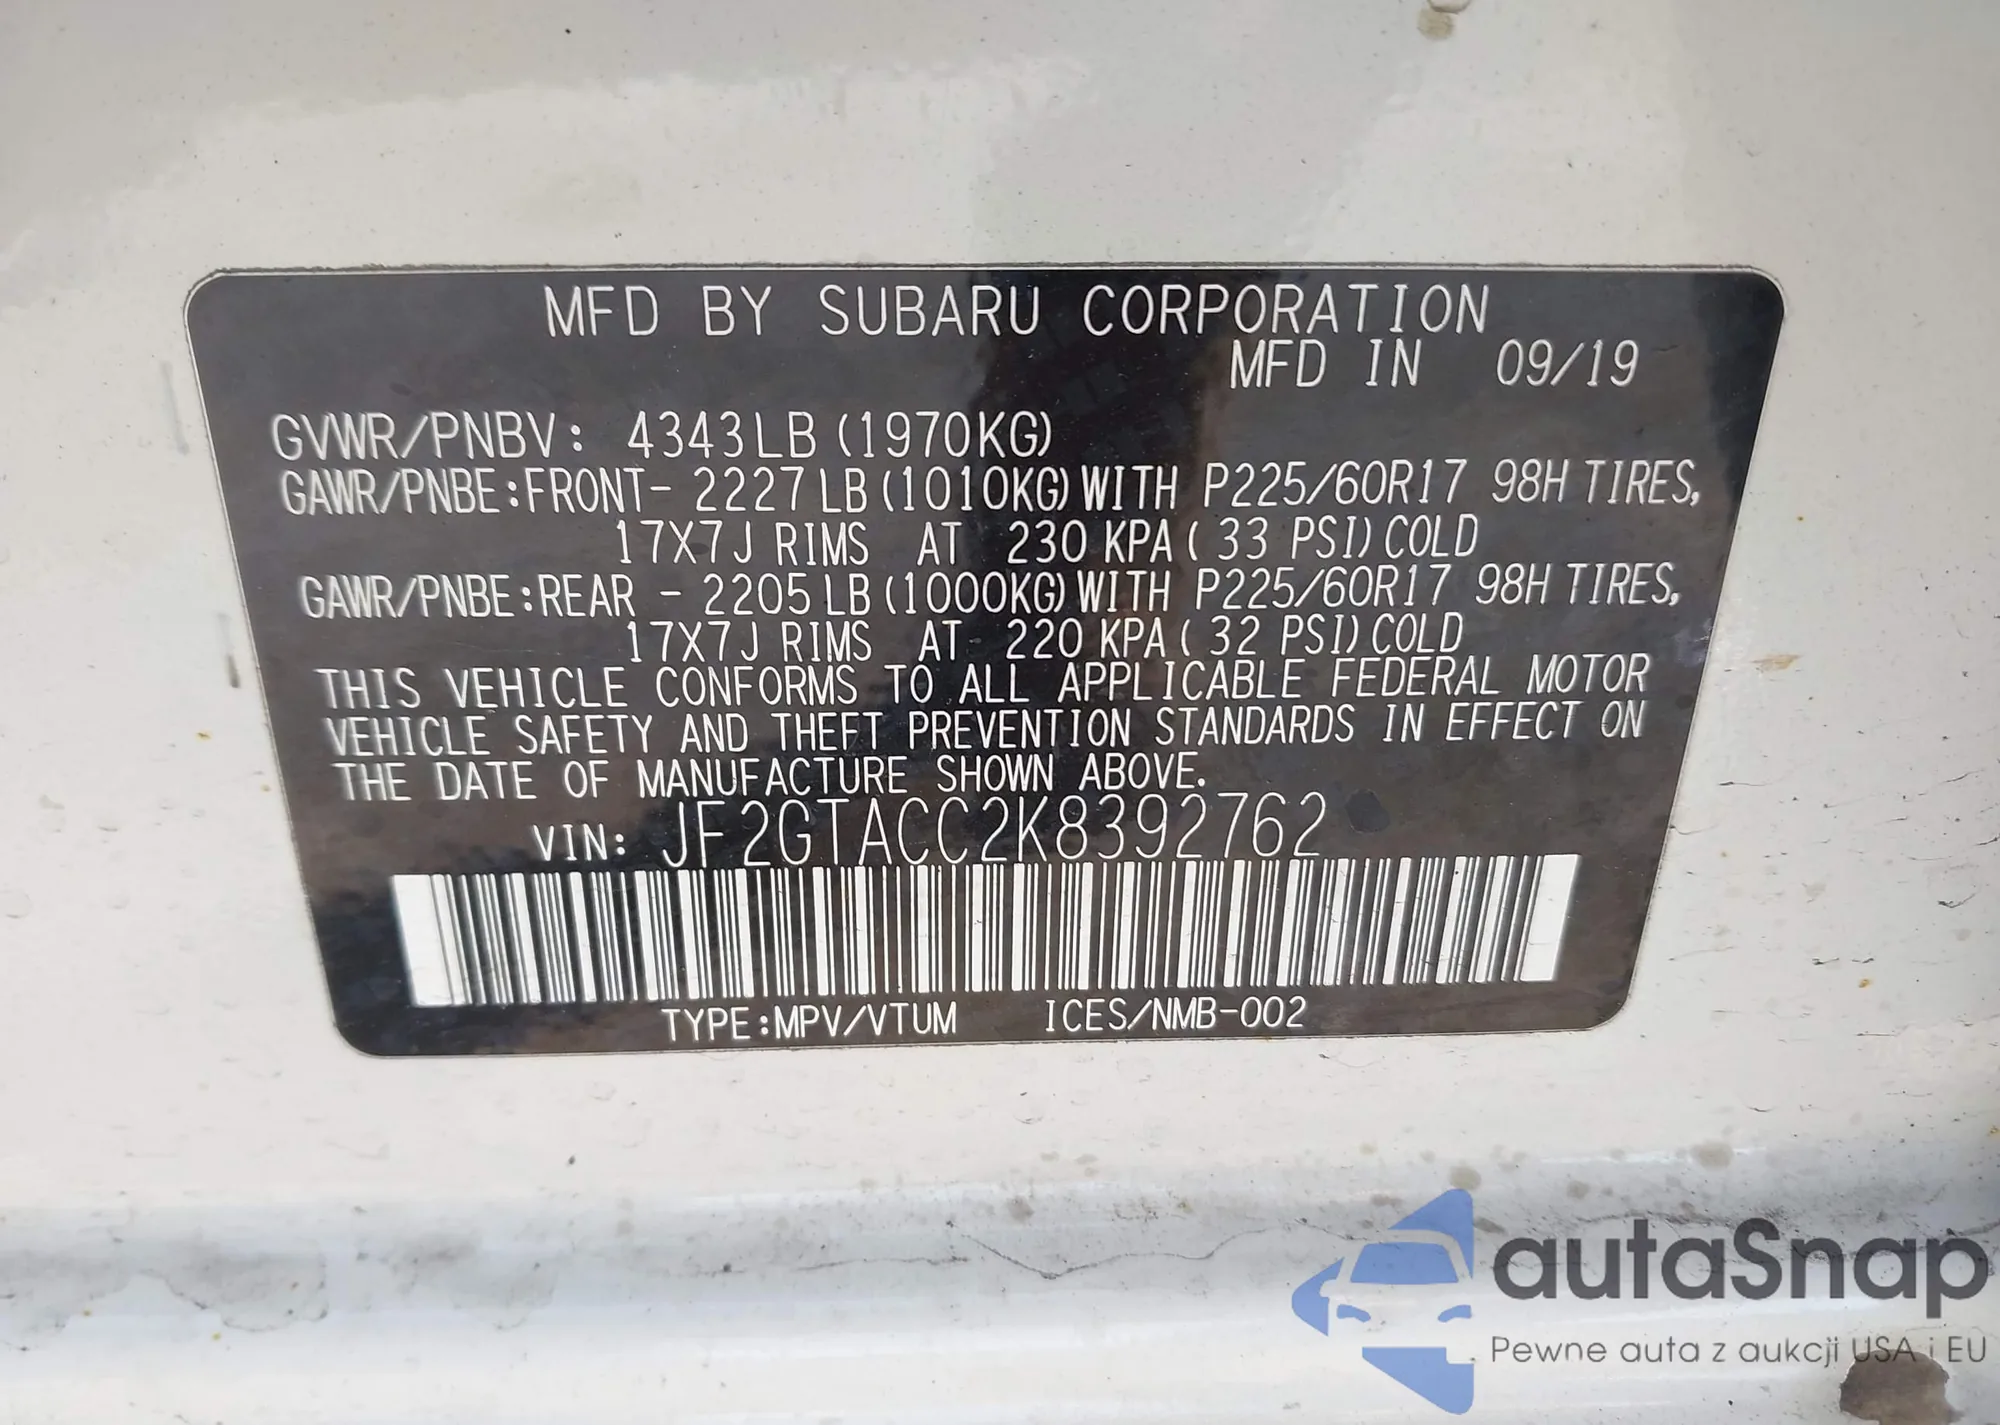 MFD BY SUBARU CORPORATION
MFD IN 09/19
GVWR/PNBV: 4343LB (1970KG)
GAWR/PNBE:FRONT- 2227LB(1010KG)WITH P225/60R17 98H TIRES,
17X7J RIMS AT 230 KPA( 33 PSI)COLD
GAWR/PNBE:REAR - 2205LB(1000KG)WITH P225/60R17 98H TIRES,
17X7J RIMS AT 220 KPA( 32 PSI)COLD
THIS VEHICLE CONFORMS TO ALL APPLICABLE FEDERAL MOTOR
VEHICLE SAFETY AND THEFT PREVENTION STANDARDS IN EFFECT ON
THE DATE OF MANUFACTURE SHOWN ABOVE.
VIN: JF2GTACC2K8392762
TYPE:MPV/VTUM ICES/NMB-002
autaSnap
Pewne auta z aukcji USA i EU